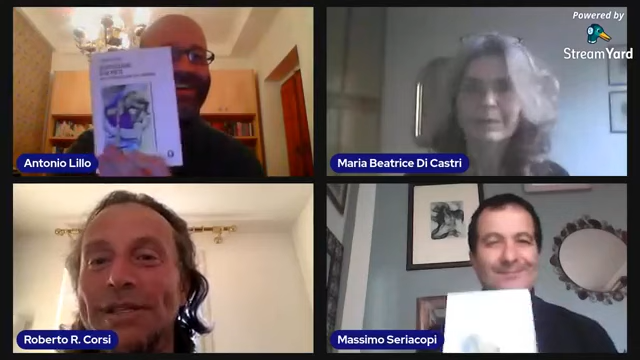 Powered by
StreamYard
Antonio Lillo
Maria Beatrice Di Castri
Roberto R. Corsi
Massimo Seriacopi